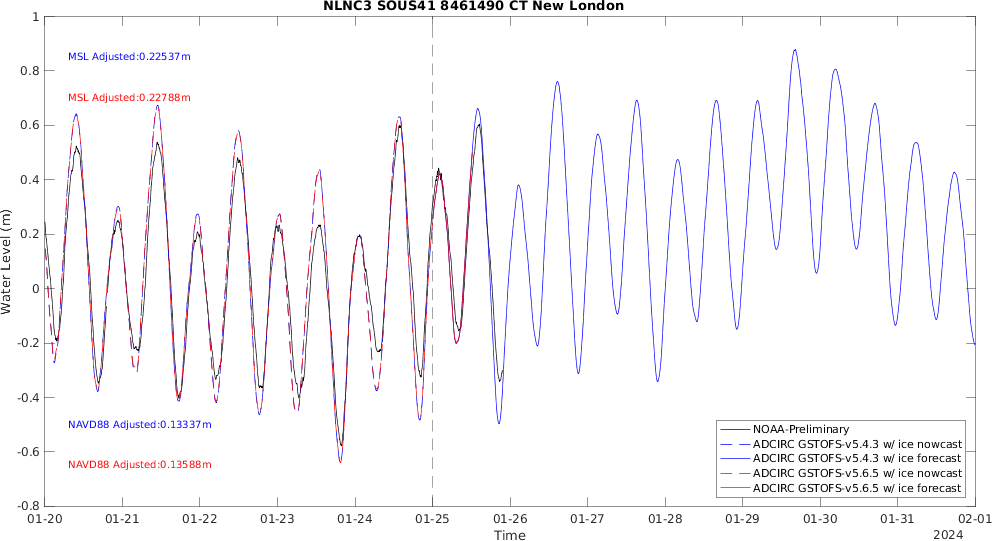 NLNC3 SOUS41 8461490 CT New London
1
0.8
0.6
0.4
0.2
0
-0.2
-0.4
-0.6
-0.8
Water Level (m)
MSL Adjusted:0.22537m
MSL Adjusted:0.22788m
NAVD88 Adjusted:0.13337m
NAVD88 Adjusted:0.13588m
NOAA-Preliminary
ADCIRC GSTOFS-v5.4.3 w/ ice nowcast
ADCIRC GSTOFS-v5.4.3 w/ ice forecast
ADCIRC GSTOFS-v5.6.5 w/ ice nowcast
ADCIRC GSTOFS-v5.6.5 w/ ice forecast
01-20 01-21 01-22 01-23 01-24 01-25 01-26 01-27 01-28 01-29 01-30 01-31 02-01
Time
2024